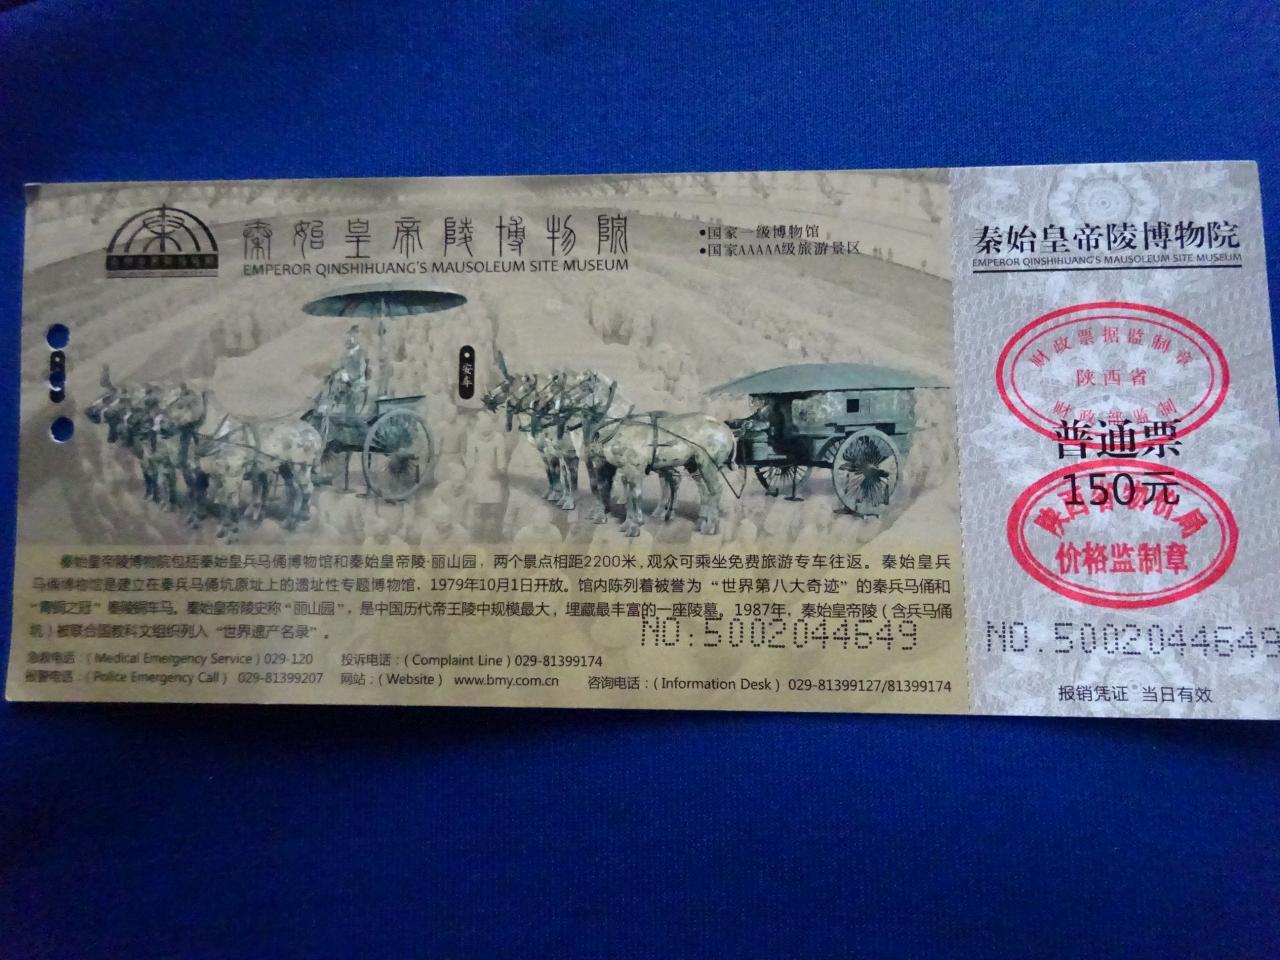 秦始皇帝陵博物院
EMPEROR QINSHIHUANG'S MAUSOLEUM SITE MUSEUM
•国家一级博物馆
•国家AAAAA级旅游景区
安车
秦始皇帝陵博物院包括秦始皇兵马俑博物馆和秦始皇帝陵·丽山园，两个景点相距2200米，观众可乘坐免费旅游专车往返。秦始皇兵
马俑博物馆是建立在秦兵马俑坑原址上的遗址性专题博物馆，1979年10月1日开放。馆内陈列着被誉为“世界第八大奇迹”的秦兵马俑和
“青铜之冠”秦陵铜车马。秦始皇帝陵史称“丽山园”，是中国历代帝王陵中规模最大，埋藏最丰富的一座陵墓。1987年，秦始皇帝陵（含兵马俑
坑）被联合国教科文组织列入“世界遗产名录”。
NO:5002044649
急救电话：（Medical Emergency Service）029-120 投诉电话：（Complaint Line）029-81399174
报警电话：（Police Emergency Call） 029-81399207 网站：（Website） www.bmy.com.cn 咨询电话：（Information Desk） 029-81399127/81399174
秦始皇帝陵博物院
EMPEROR QINSHIHUANG'S MAUSOLEUM SITE MUSEUM
财政票据监制章
陕西省
财政部监制
普通票
150元
陕西省物价局
价格监制章
NO.5002044649
报销凭证 当日有效